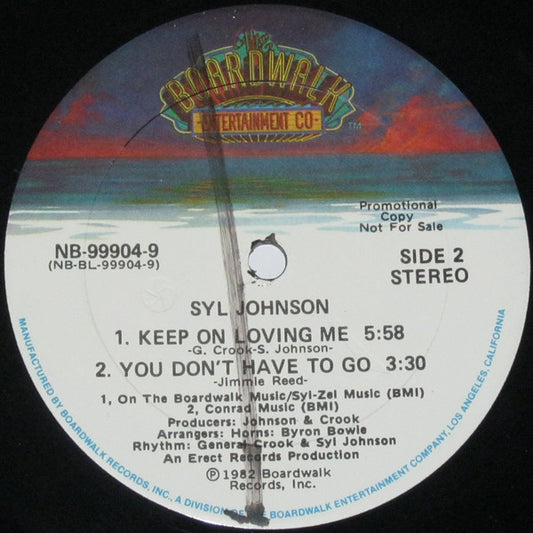 The
BOARDWALK
-ENTERTAINMENT CO-
TM
Promotional
Copy
Not For Sale
NB-99904-9
(NB-BL-99904-9)
SIDE 2
STEREO
SYL JOHNSON
1. KEEP ON LOVING ME 5:58
-G. Crook-S. Johnson-
2. YOU DON'T HAVE TO GO 3:30
-Jimmie Reed-
1, On The Boardwalk Music/Syl-Zel Music (BMI)
2, Conrad Music (BMI)
Producers: Johnson & Crook
Arrangers: Horns: Byron Bowie
Rhythm: General Crook & Syl Johnson
An Erect Records Production
Ⓟ 1982 Boardwalk
Records, Inc.
MANUFACTURED BY BOARDWALK RECORDS, INC., A DIVISION OF THE BOARDWALK ENTERTAINMENT COMPANY, LOS ANGELES, CALIFORNIA